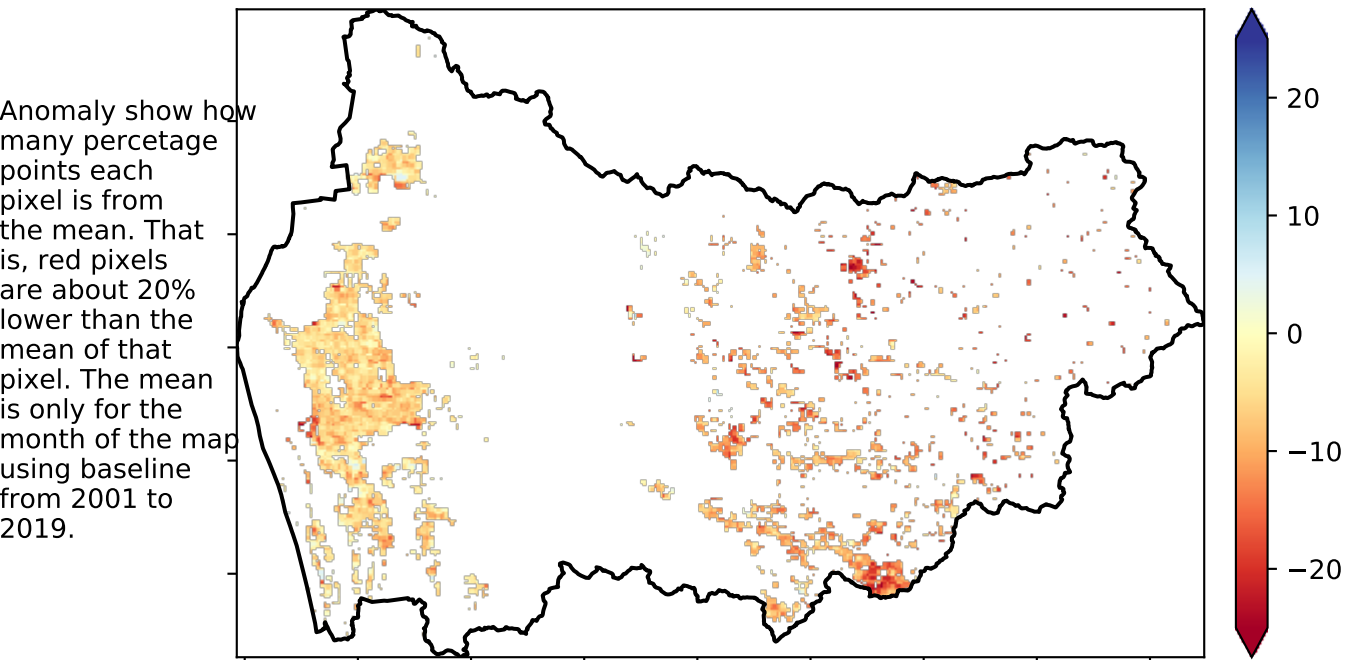 Anomaly show how
many percetage
points each
pixel is from
the mean. That
is, red pixels
are about 20%
lower than the
mean of that
pixel. The mean
is only for the
month of the map
using baseline
from 2001 to
2019.
20
10
0
−10
−20